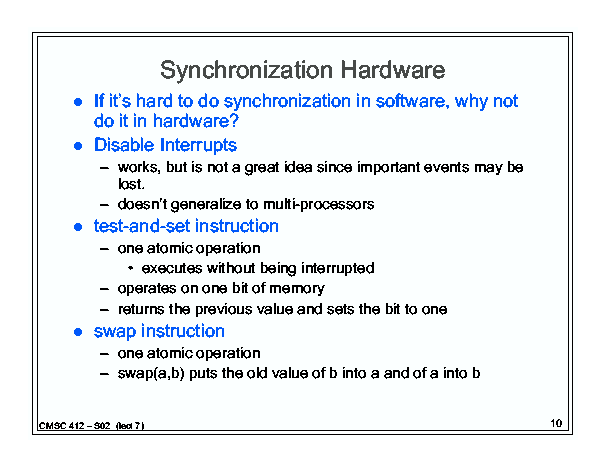 Synchronization Hardware
● If it's hard to do synchronization in software, why not
do it in hardware?
● Disable Interrupts
– works, but is not a great idea since important events may be
lost.
– doesn't generalize to multi-processors
● test-and-set instruction
– one atomic operation
• executes without being interrupted
– operates on one bit of memory
– returns the previous value and sets the bit to one
● swap instruction
– one atomic operation
– swap(a,b) puts the old value of b into a and of a into b
CMSC 412 – S02 (lect 7)
10